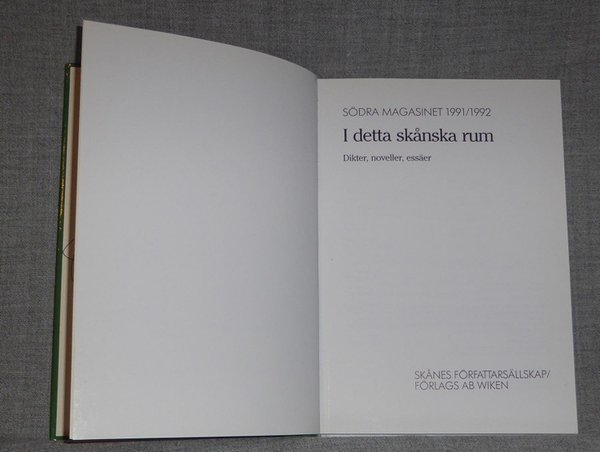 SÖDRA MAGASINET 1991/1992
I detta skånska rum
Dikter, noveller, essäer
SKÅNES FÖRFATTARSÄLLSKAP/
FÖRLAGS AB WIKEN